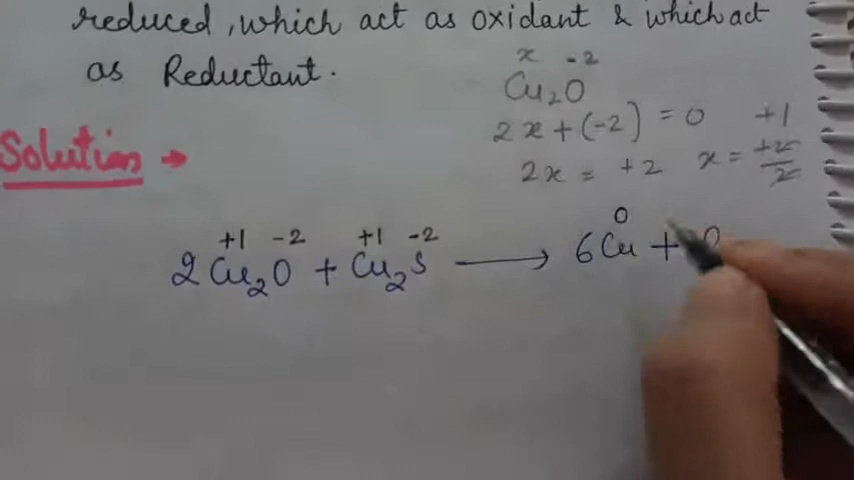 reduced, which act as oxidant & which act
as Reductant.
x -2
Cu₂O
2x + (-2) = 0 +1
2x = +2 x = +2/2
Solution →
+1 -2 +1 -2 0
2Cu₂O + Cu₂S ⟶ 6Cu +